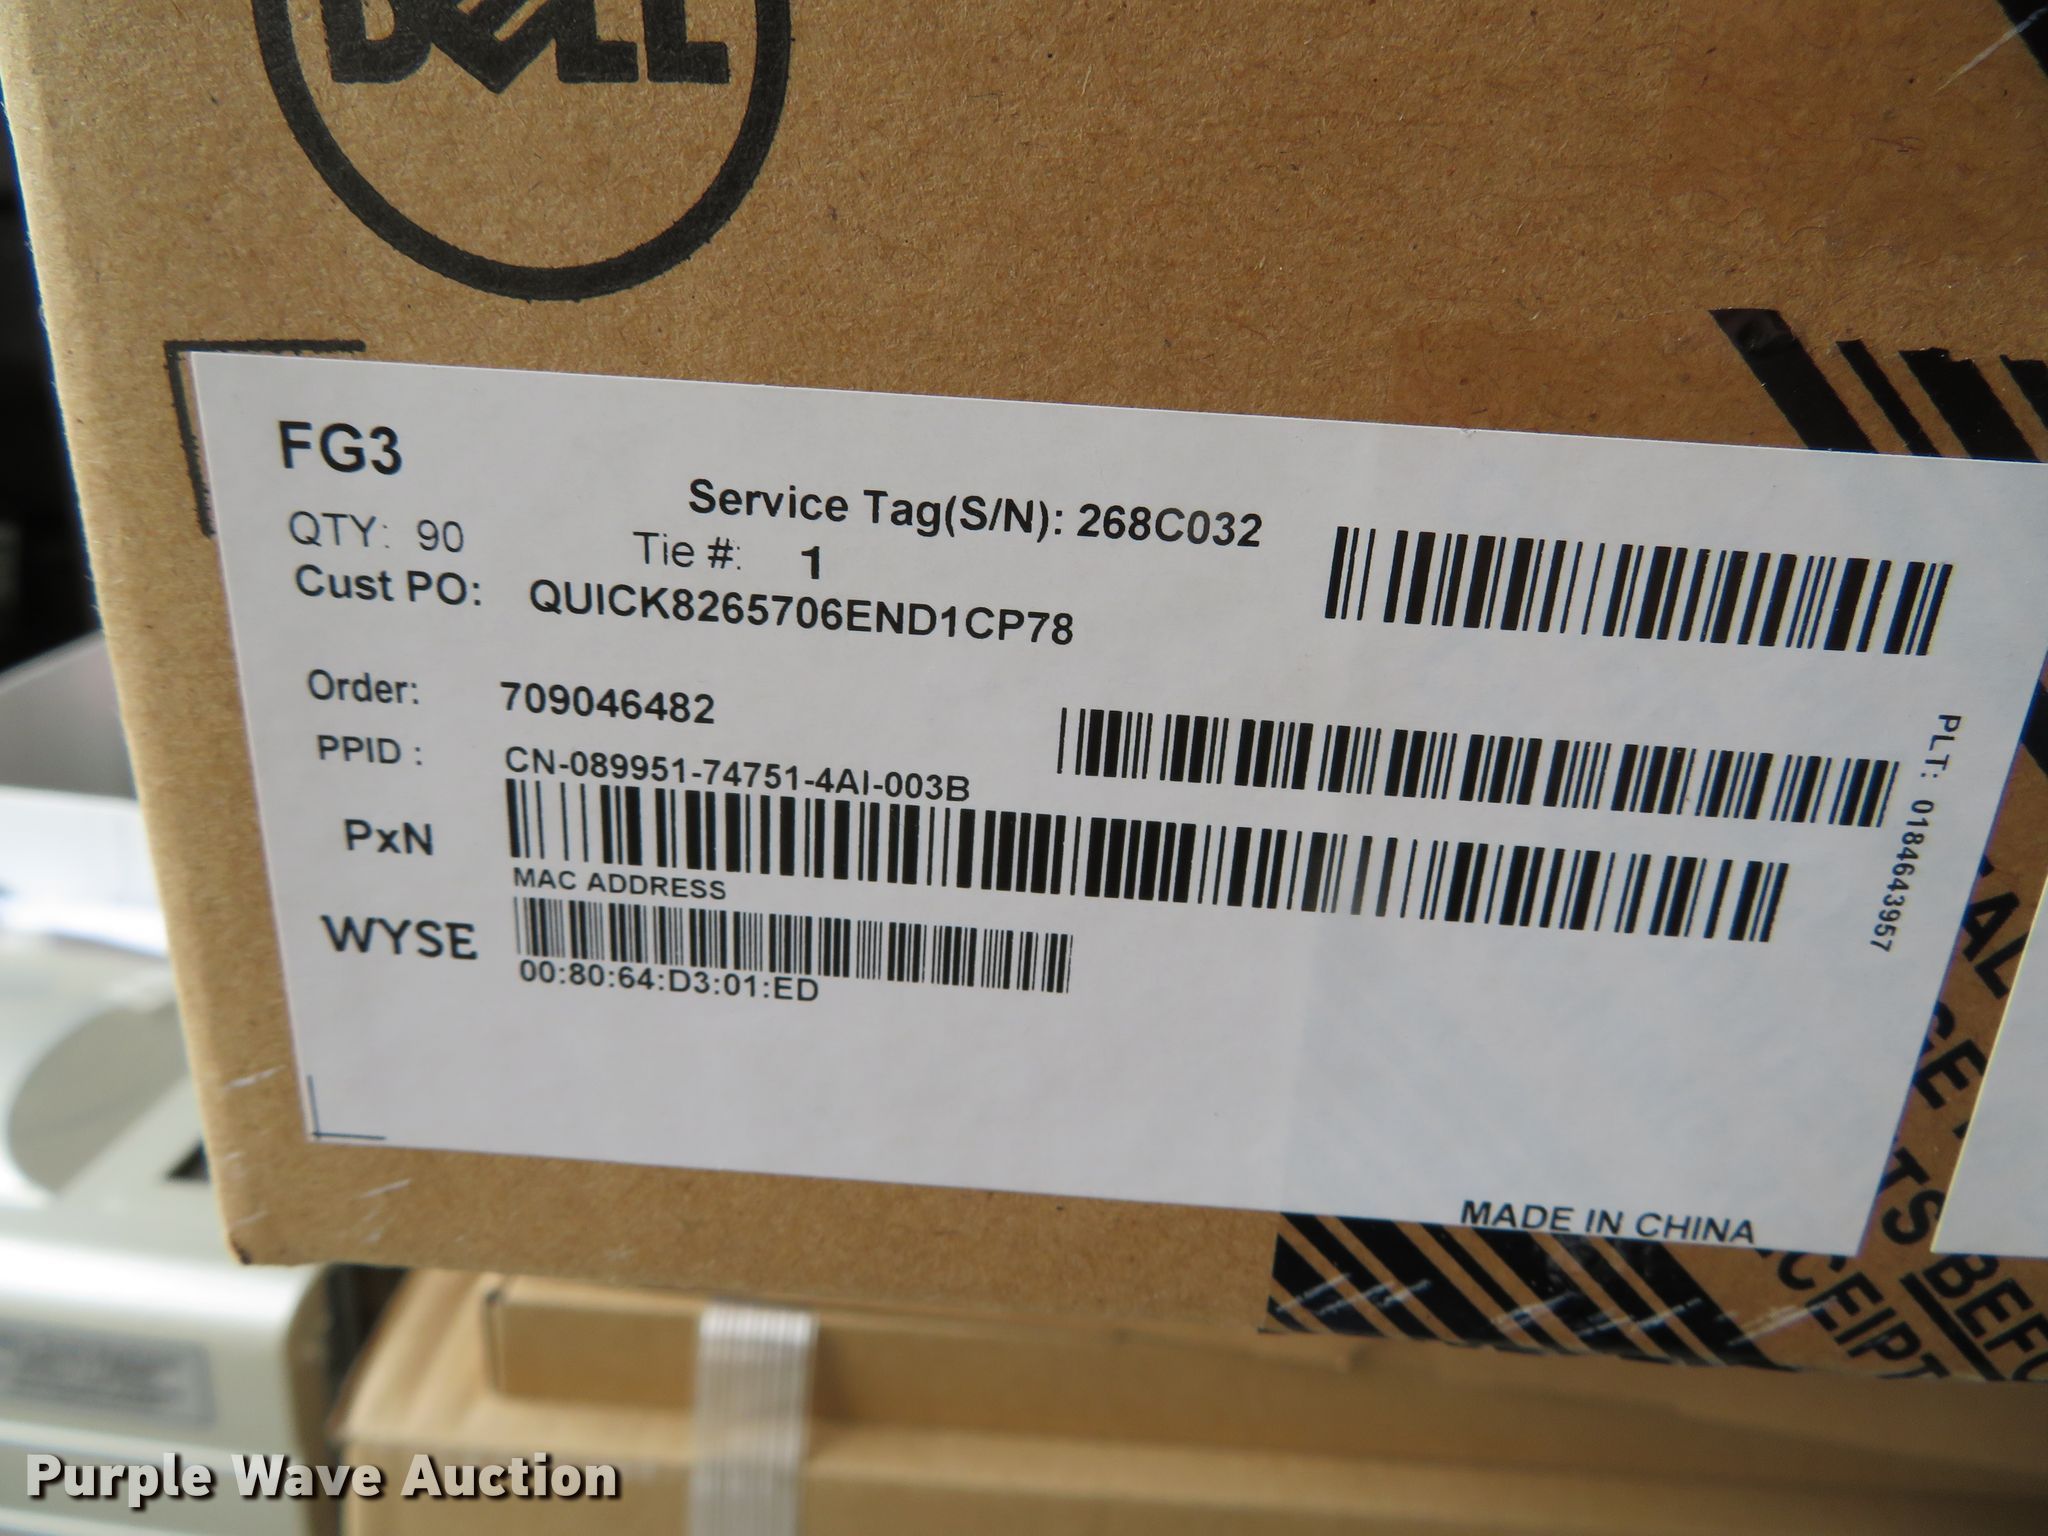 DELL
FG3
Service Tag(S/N): 268C032
QTY: 90
Tie #: 1
Cust PO: QUICK8265706END1CP78
Order: 709046482
PPID : CN-089951-74751-4AI-003B
PxN
MAC ADDRESS
WYSE
00:80:64:D3:01:ED
PLT: 0184643957
MADE IN CHINA
Purple Wave Auction